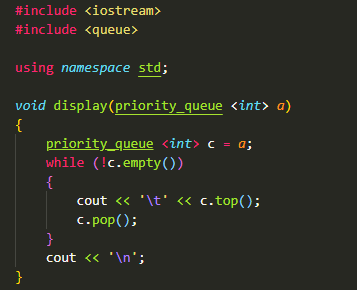 #include <iostream>
#include <queue>
using namespace std;
void display(priority_queue <int> a)
{
priority_queue <int> c = a;
while (!c.empty())
{
cout << '\t' << c.top();
c.pop();
}
cout << '\n';
}